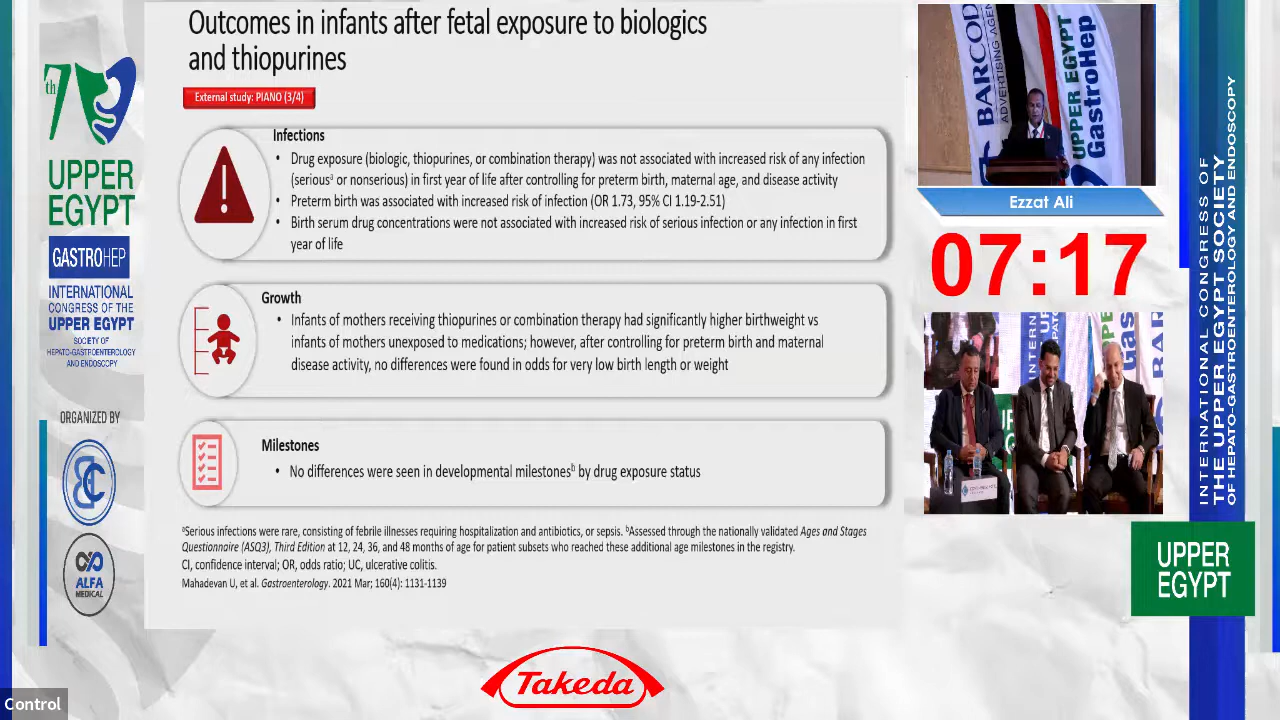 Outcomes in infants after fetal exposure to biologics
and thiopurines
External study: PIANO (3/4)
Infections
• Drug exposure (biologic, thiopurines, or combination therapy) was not associated with increased risk of any infection
(seriousᵃ or nonserious) in first year of life after controlling for preterm birth, maternal age, and disease activity
• Preterm birth was associated with increased risk of infection (OR 1.73, 95% CI 1.19-2.51)
• Birth serum drug concentrations were not associated with increased risk of serious infection or any infection in first
year of life
Growth
• Infants of mothers receiving thiopurines or combination therapy had significantly higher birthweight vs
infants of mothers unexposed to medications; however, after controlling for preterm birth and maternal
disease activity, no differences were found in odds for very low birth length or weight
Milestones
• No differences were seen in developmental milestonesᵇ by drug exposure status
ᵃSerious infections were rare, consisting of febrile illnesses requiring hospitalization and antibiotics, or sepsis. ᵇAssessed through the nationally validated Ages and Stages
Questionnaire (ASQ3), Third Edition at 12, 24, 36, and 48 months of age for patient subsets who reached these additional age milestones in the registry.
CI, confidence interval; OR, odds ratio; UC, ulcerative colitis.
Mahadevan U, et al. Gastroenterology. 2021 Mar; 160(4): 1131-1139
7th
UPPER
EGYPT
GASTROHEP
INTERNATIONAL
CONGRESS OF THE
UPPER EGYPT
SOCIETY OF
HEPATO-GASTROENTEROLOGY
AND ENDOSCOPY
ORGANIZED BY
ALFA
MEDICAL
Control
Takeda
BARCOD
ADVERTISING AGEN
UPPER EGYPT
GastroHep
Ezzat Ali
07:17
INTERNATIONAL CONGRESS OF
THE UPPER EGYPT SOCIETY
OF HEPATO-GASTROENTEROLOGY AND ENDOSCOPY
UPPER
EGYPT